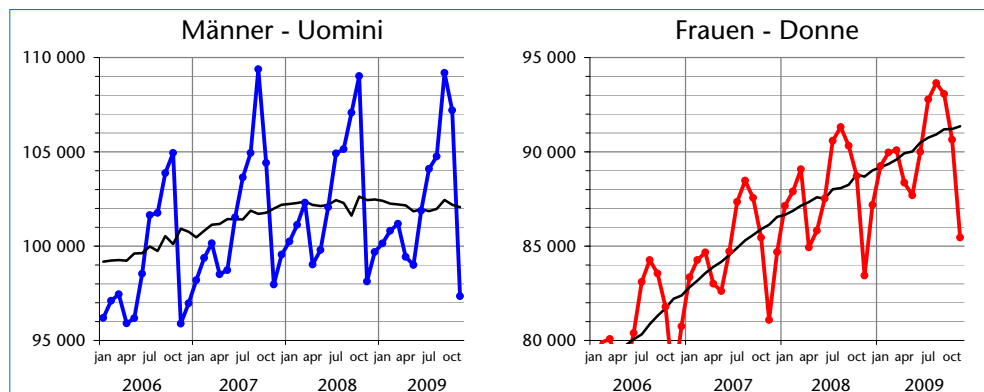 Männer - Uomini
110 000
105 000
100 000
95 000
jan apr jul oct jan apr jul oct jan apr jul oct jan apr jul oct
2006 2007 2008 2009
Frauen - Donne
95 000
90 000
85 000
80 000
jan apr jul oct jan apr jul oct jan apr jul oct jan apr jul oct
2006 2007 2008 2009